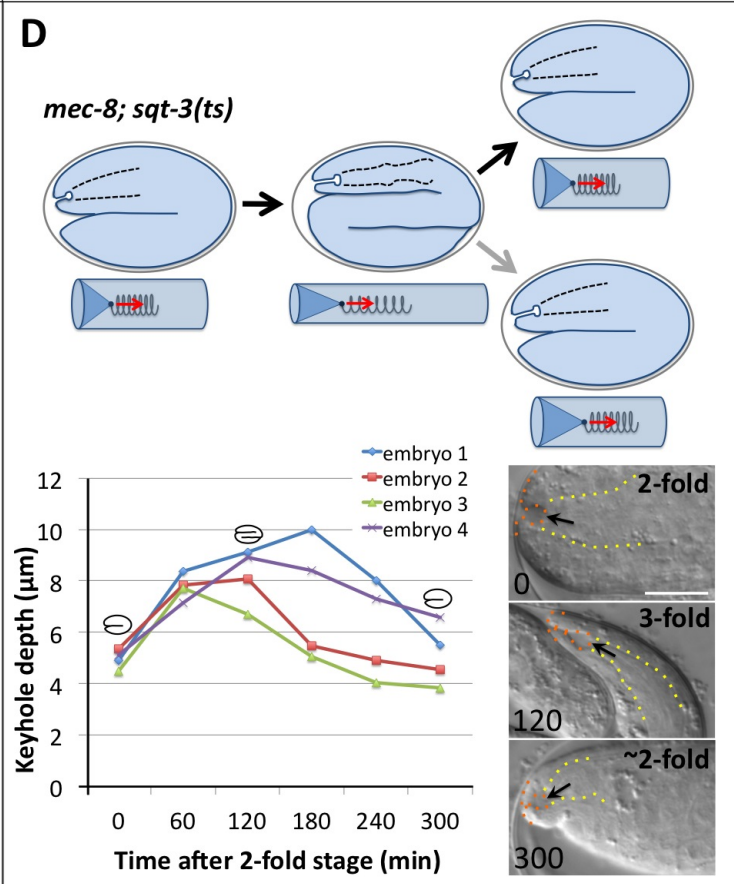 D
mec-8; sqt-3(ts)
embryo 1
embryo 2
embryo 3
embryo 4
Keyhole depth (µm)
12
10
8
6
4
2
0
0 60 120 180 240 300
Time after 2-fold stage (min)
2-fold
0
3-fold
120
~2-fold
300